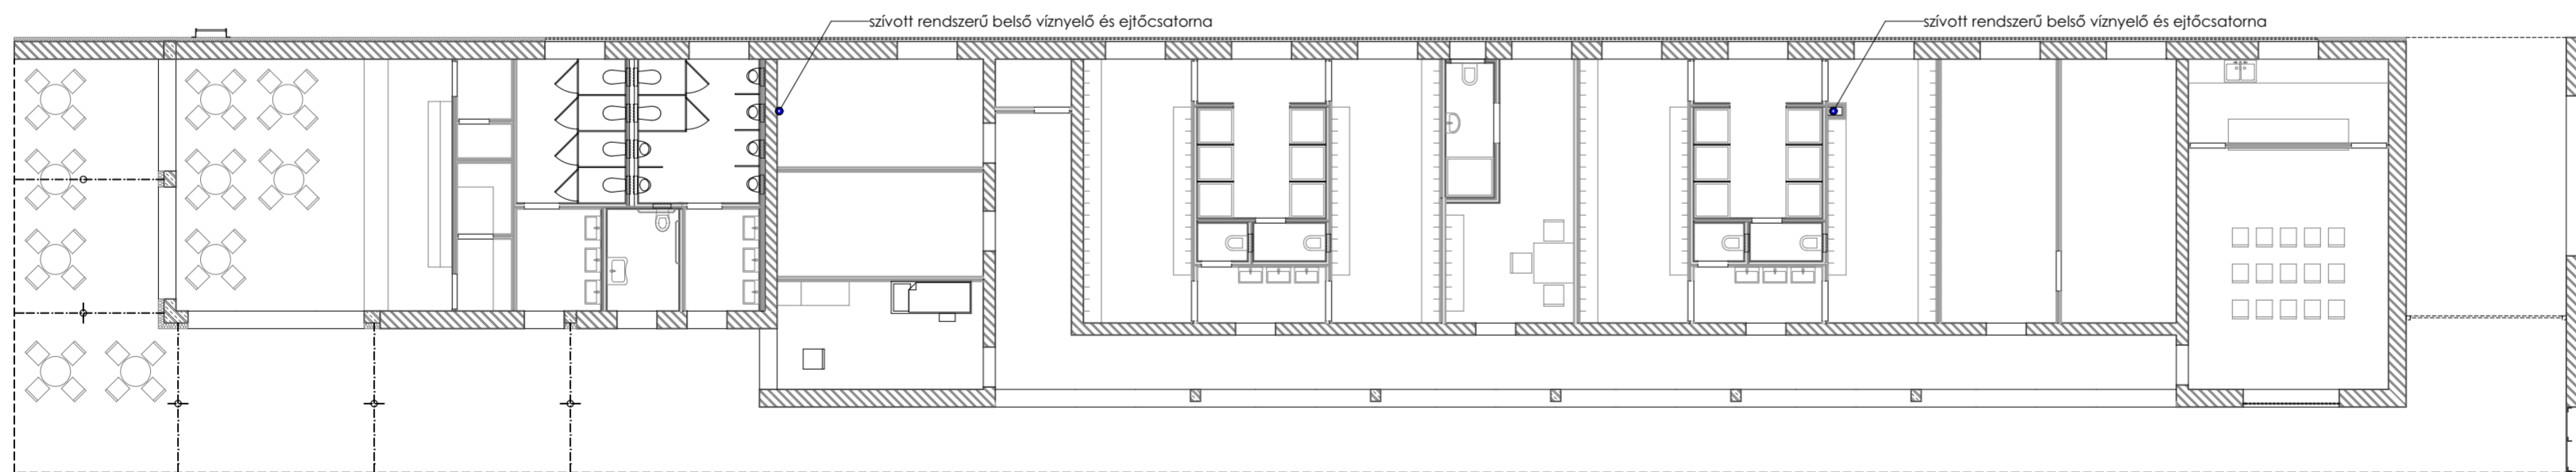 szívott rendszerű belső víznyelő és ejtőcsatorna
szívott rendszerű belső víznyelő és ejtőcsatorna